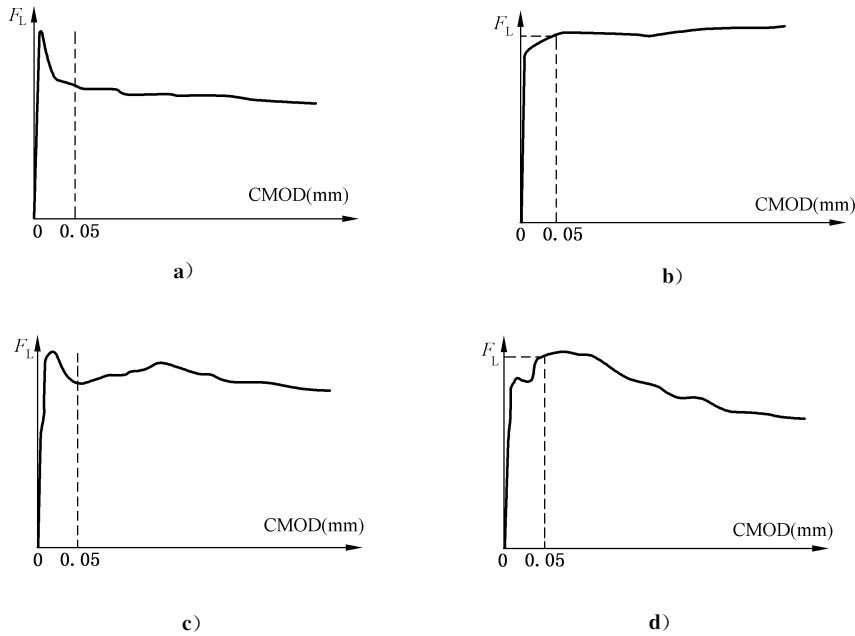 F_L
CMOD(mm)
0 0.05
a）
F_L
CMOD(mm)
0 0.05
b）
F_L
CMOD(mm)
0 0.05
c）
F_L
CMOD(mm)
0 0.05
d）